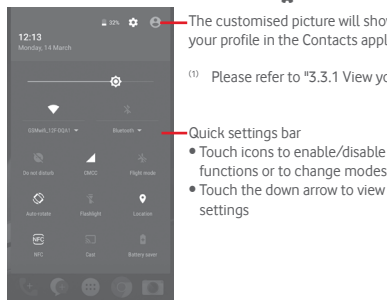 32%
12:13
Monday, 14 March
Bluetooth
Do not disturb
CMCC
Flight mode
Auto rotate
Flashlight
Location
NFC
NFC
Cast
Battery saver
The customised picture will show
your profile in the Contacts appl
(1) Please refer to "3.3.1 View yo
Quick settings bar
• Touch icons to enable/disable
functions or to change modes
• Touch the down arrow to view
settings